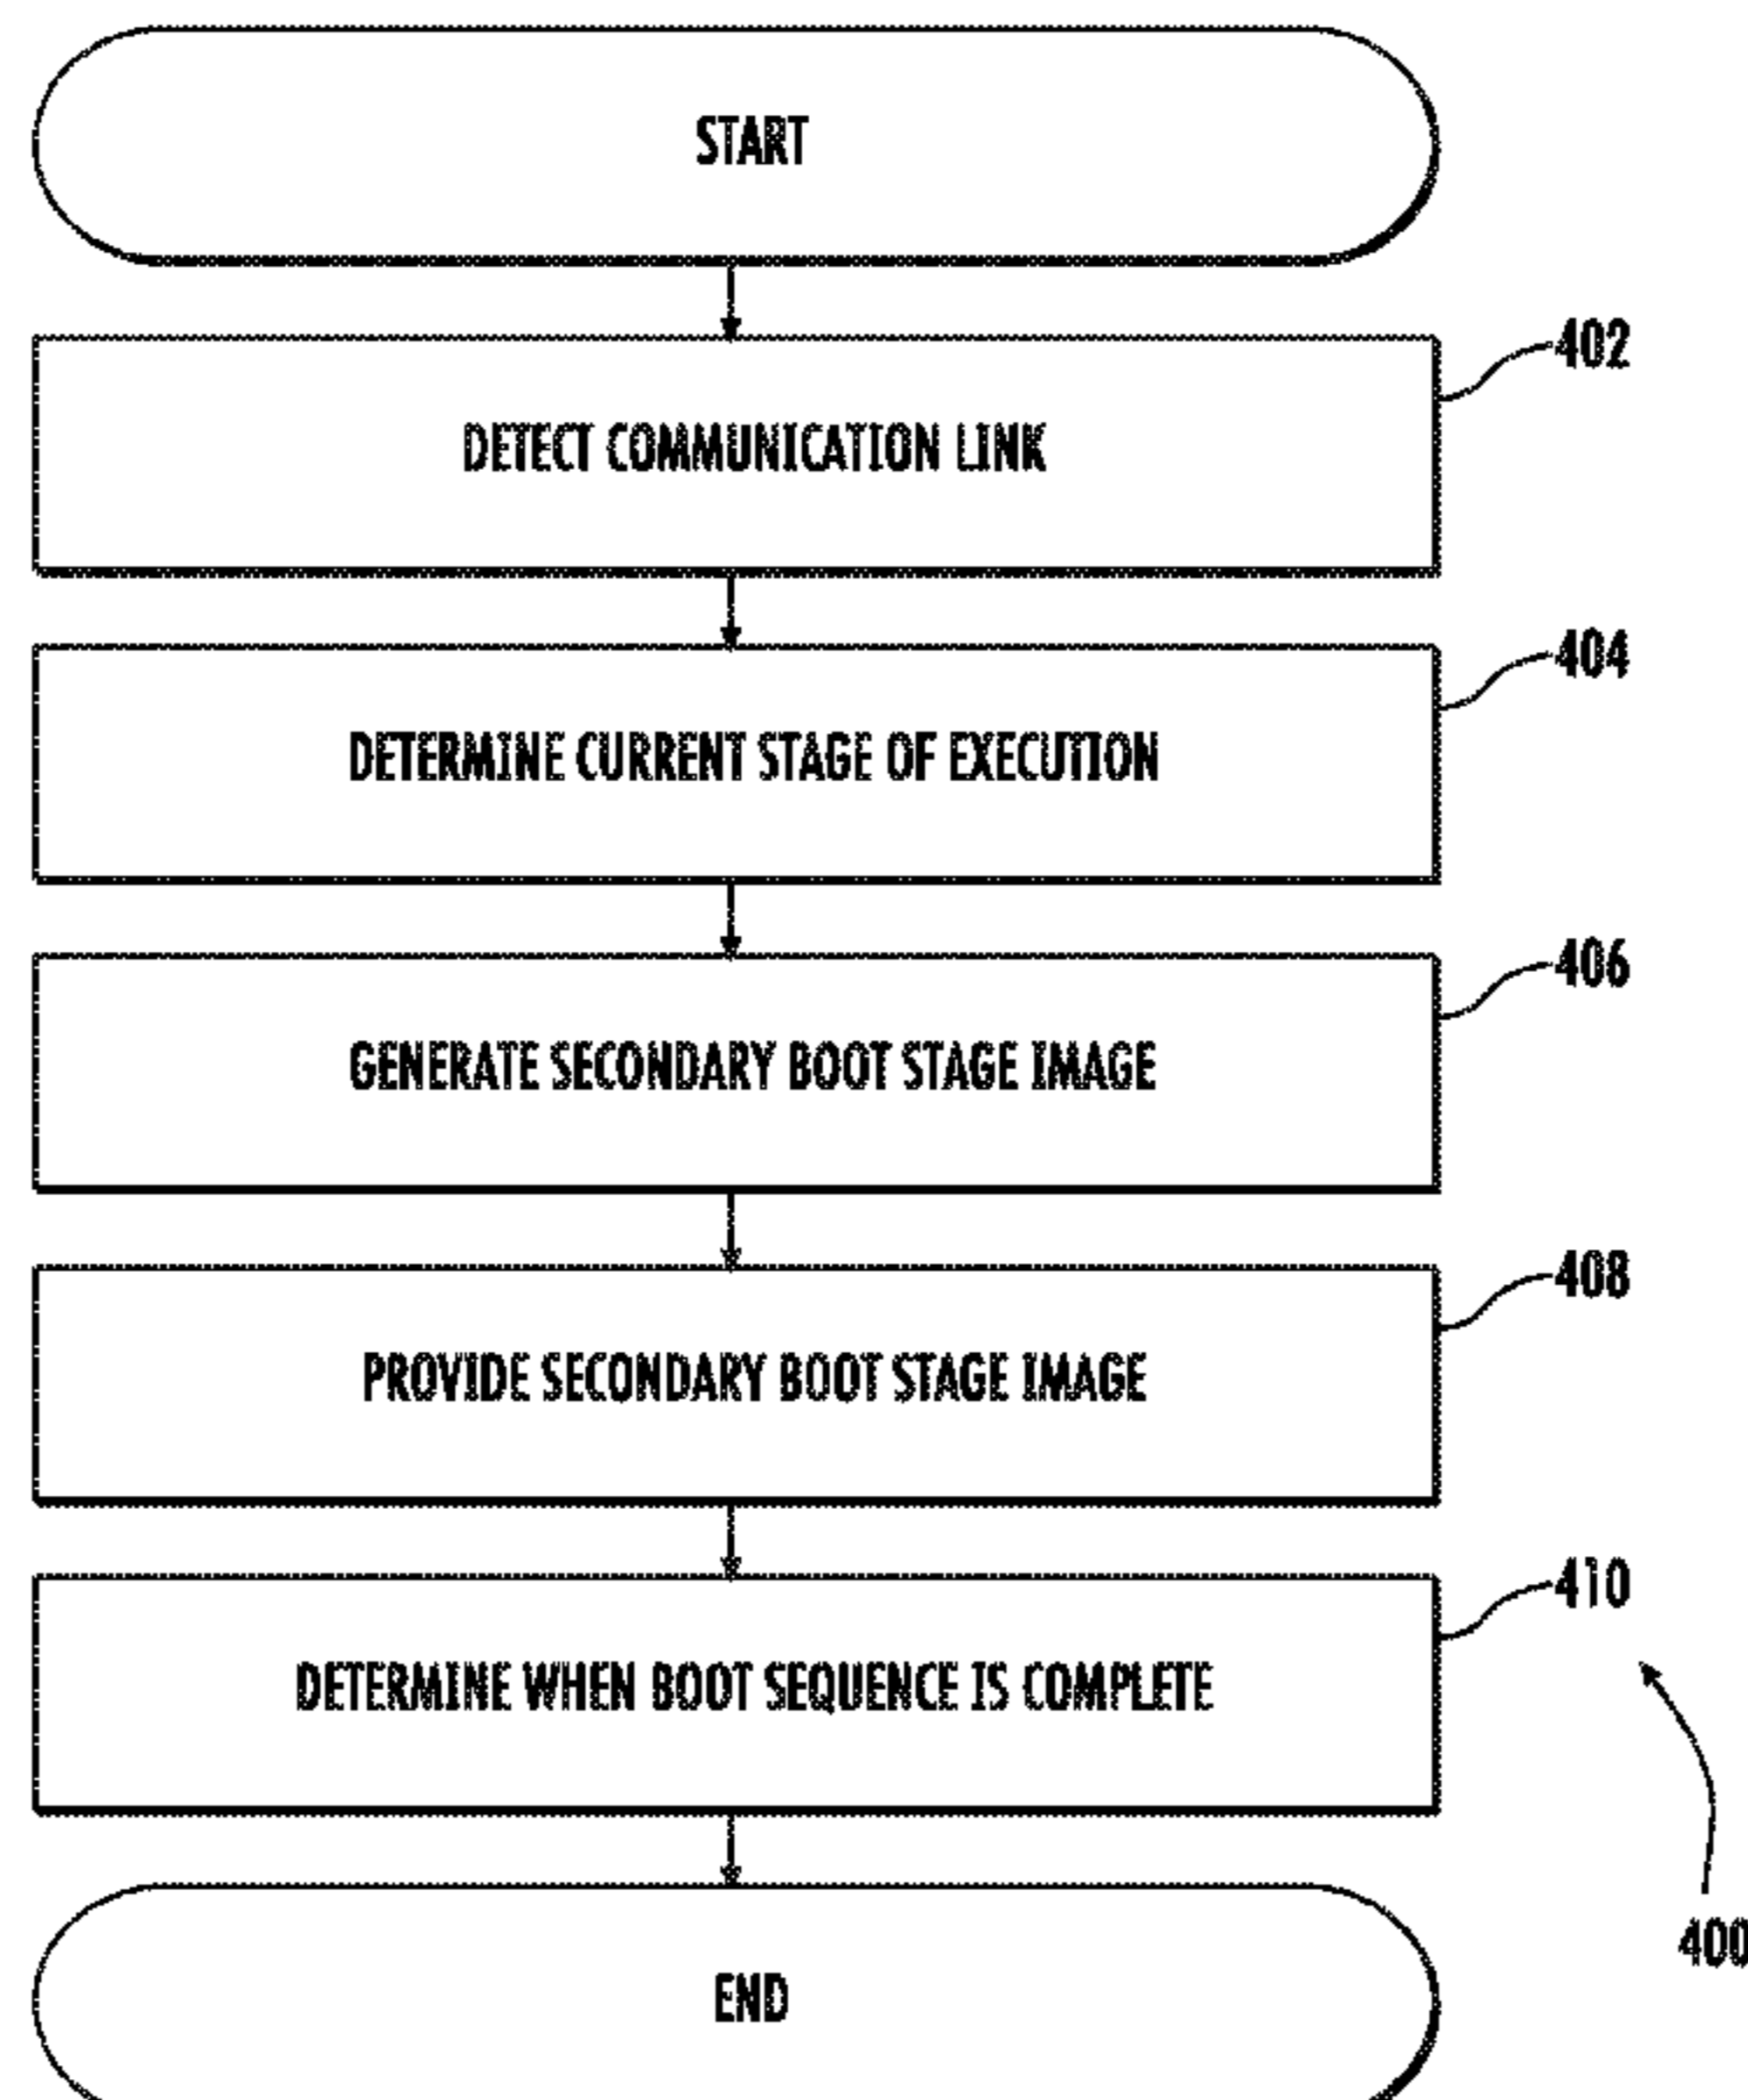 START
402
DETECT COMMUNICATION LINK
404
DETERMINE CURRENT STAGE OF EXECUTION
406
GENERATE SECONDARY BOOT STAGE IMAGE
408
PROVIDE SECONDARY BOOT STAGE IMAGE
410
DETERMINE WHEN BOOT SEQUENCE IS COMPLETE
400
END